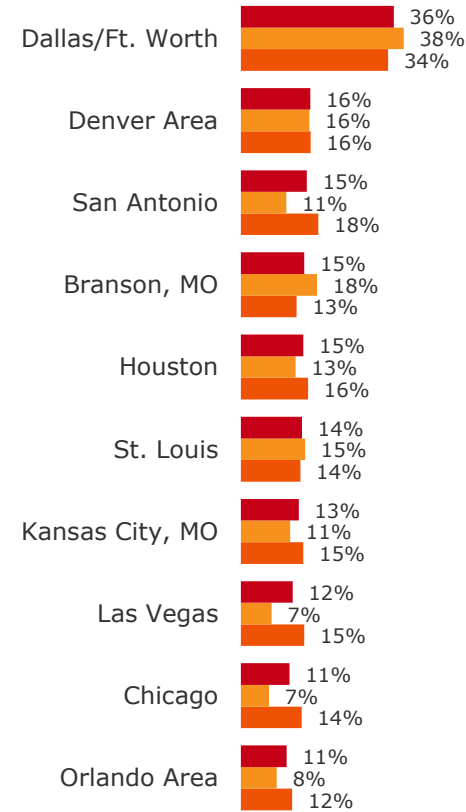 36%
Dallas/Ft. Worth 38%
34%
16%
Denver Area 16%
16%
15%
San Antonio 11%
18%
15%
Branson, MO 18%
13%
15%
Houston 13%
16%
14%
St. Louis 15%
14%
13%
Kansas City, MO 11%
15%
12%
Las Vegas 7%
15%
11%
Chicago 7%
14%
11%
Orlando Area 8%
12%